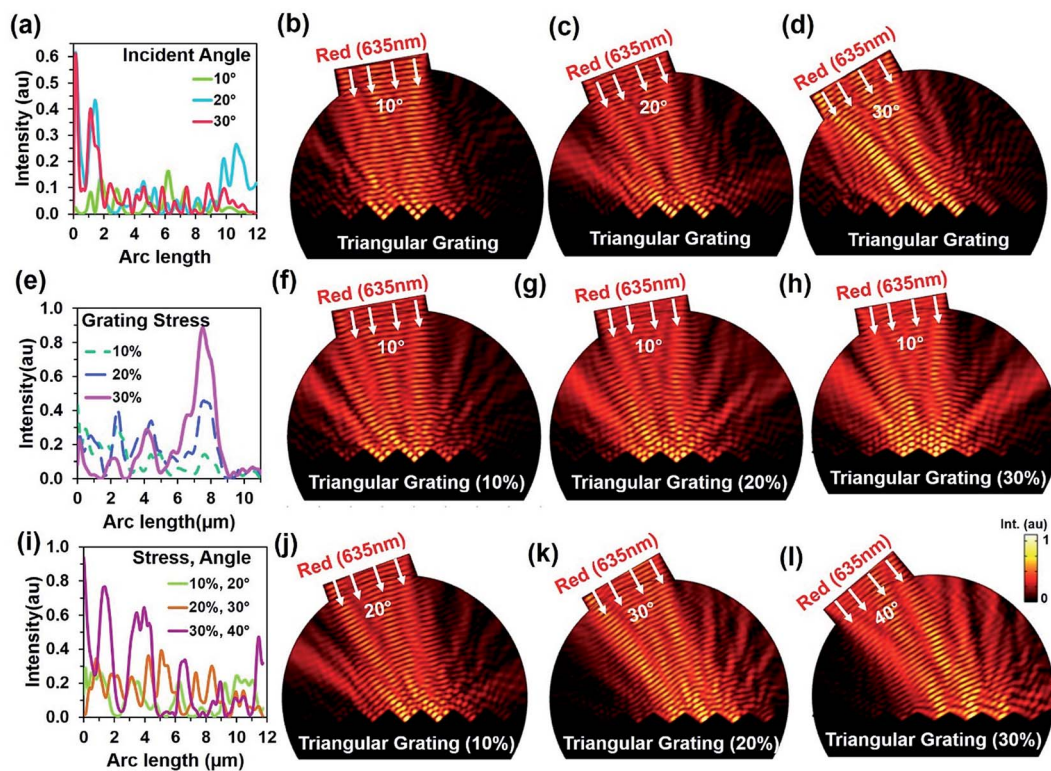 (a)
Intensity (au)
0.6
0.5
0.4
0.3
0.2
0.1
0.0
Incident Angle
10°
20°
30°
0 2 4 6 8 10 12
Arc length
(b)
Red (635nm)
10°
Triangular Grating
(c)
Red (635nm)
20°
Triangular Grating
(d)
Red (635nm)
30°
Triangular Grating
(e)
Intensity(au)
1.0
0.8
0.6
0.4
0.2
0.0
Grating Stress
10%
20%
30%
0 2 4 6 8 10
Arc length(µm)
(f)
Red (635nm)
10°
Triangular Grating (10%)
(g)
Red (635nm)
10°
Triangular Grating (20%)
(h)
Red (635nm)
10°
Triangular Grating (30%)
(i)
Intensity(au)
1.0
0.8
0.6
0.4
0.2
0.0
Stress, Angle
10%, 20°
20%, 30°
30%, 40°
0 2 4 6 8 10 12
Arc length (µm)
(j)
Red (635nm)
20°
Triangular Grating (10%)
(k)
Red (635nm)
30°
Triangular Grating (20%)
(l)
Red (635nm)
40°
Triangular Grating (30%)
Int. (au)
1
0